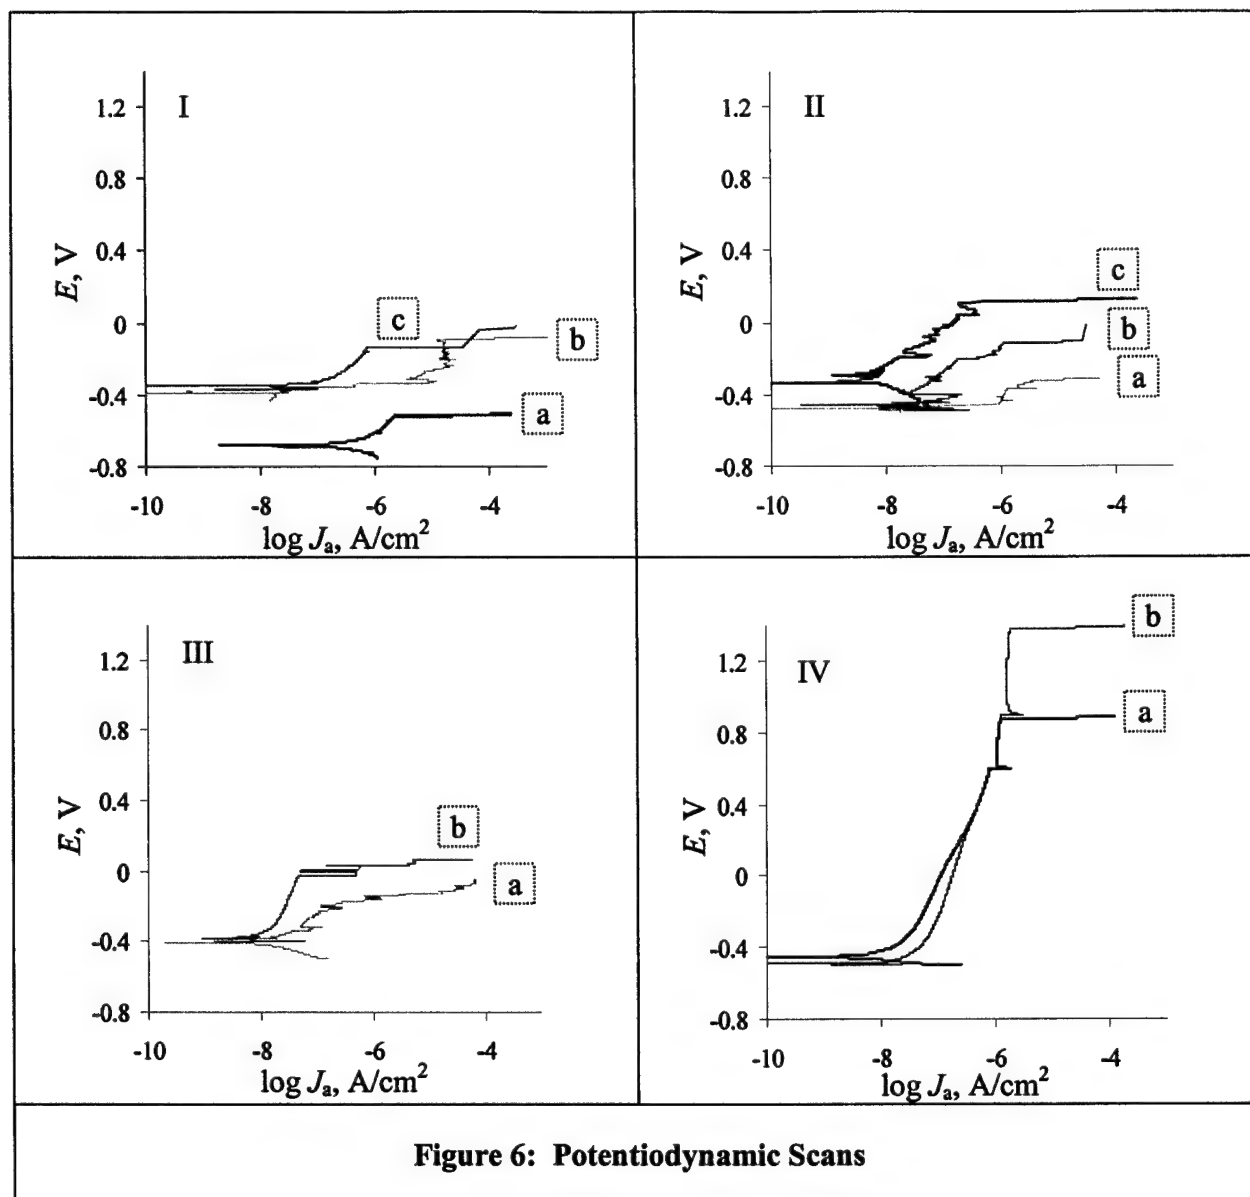 I
1.2
0.8
0.4
0
-0.4
-0.8
E, V
c
b
a
-10
-8
-6
-4
log Ja, A/cm2
II
1.2
0.8
0.4
0
-0.4
-0.8
E, V
c
b
a
-10
-8
-6
-4
log Ja, A/cm2
III
1.2
0.8
0.4
0
-0.4
-0.8
E, V
b
a
-10
-8
-6
-4
log Ja, A/cm2
IV
1.2
0.8
0.4
0
-0.4
-0.8
E, V
b
a
-10
-8
-6
-4
log Ja, A/cm2
Figure 6: Potentiodynamic Scans